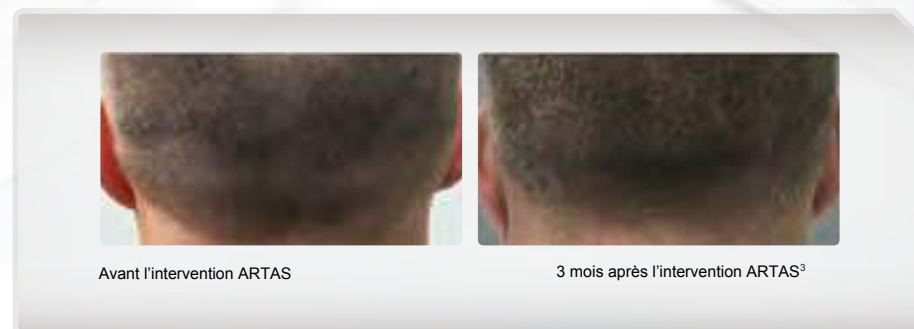 Avant l’intervention ARTAS
3 mois après l’intervention ARTAS³